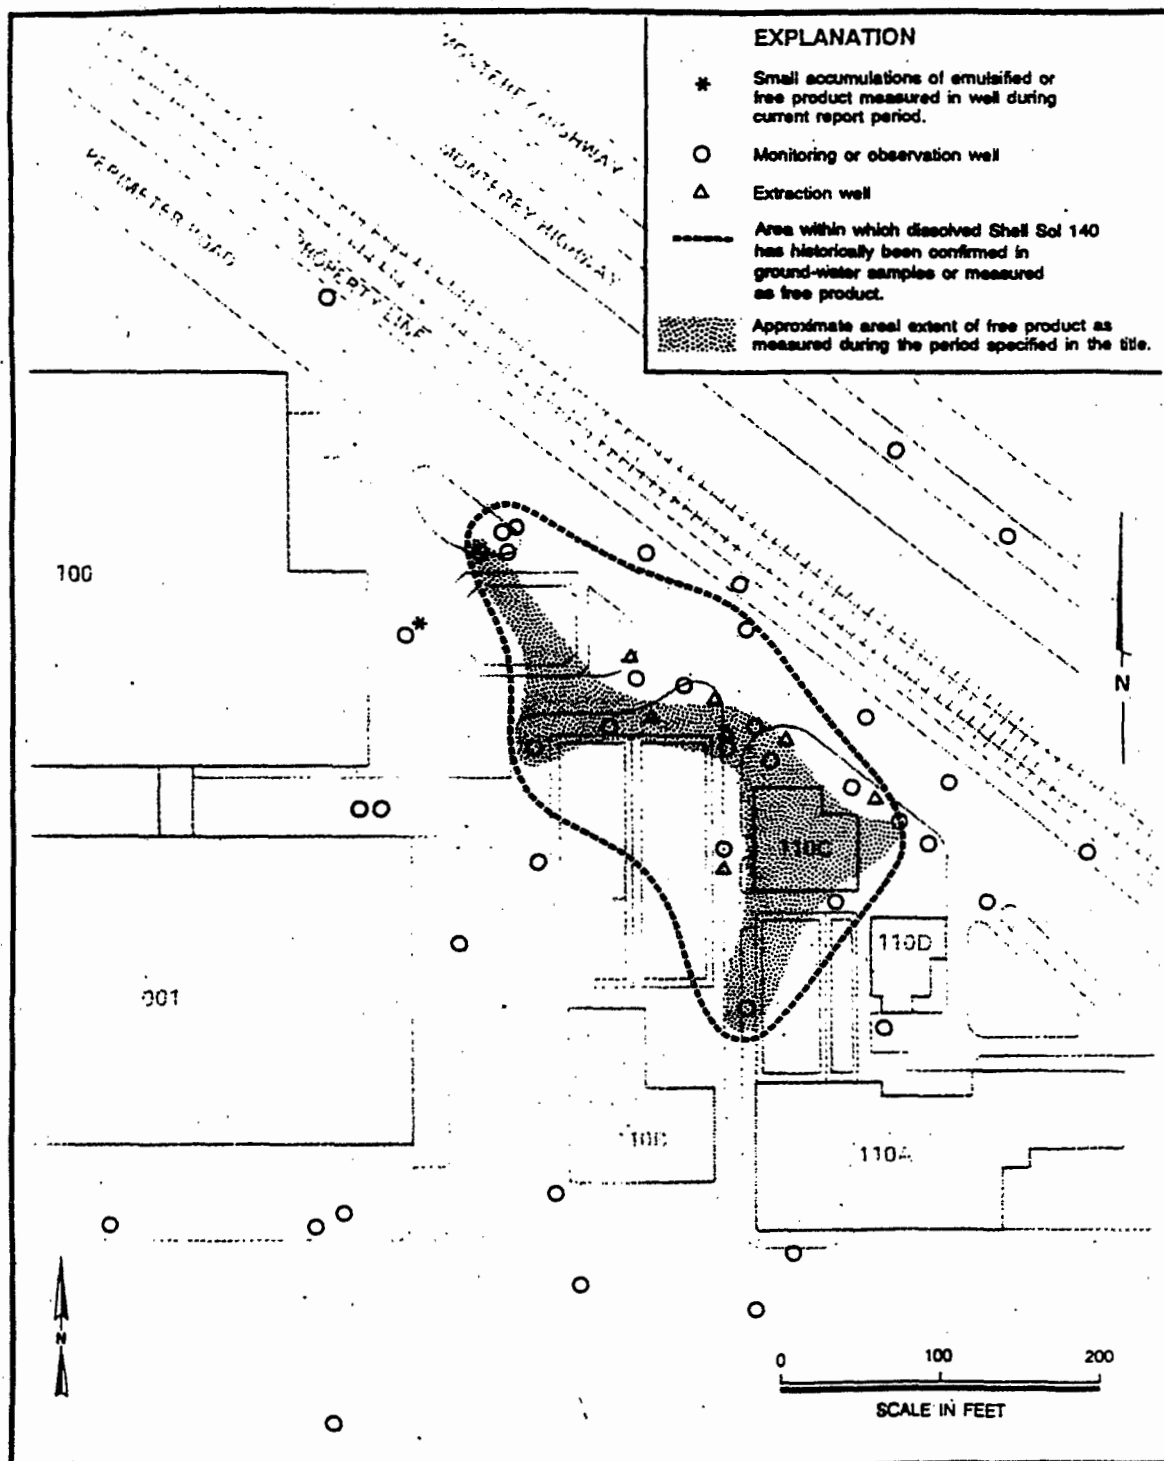 EXPLANATION
* Small accumulations of emulsified or
free product measured in well during
current report period.
Monitoring or observation well
Extraction well
Area within which dissolved Shell Sol 140
has historically been confirmed in
ground-water samples or measured
as free product.
Approximate areal extent of free product as
measured during the period specified in the title.
HIGHWAY
MONTEREY HIGHWAY
PERIMETER ROAD
PROPERTY LINE
100
N
110C
110D
001
110A
N
0 100 200
SCALE IN FEET